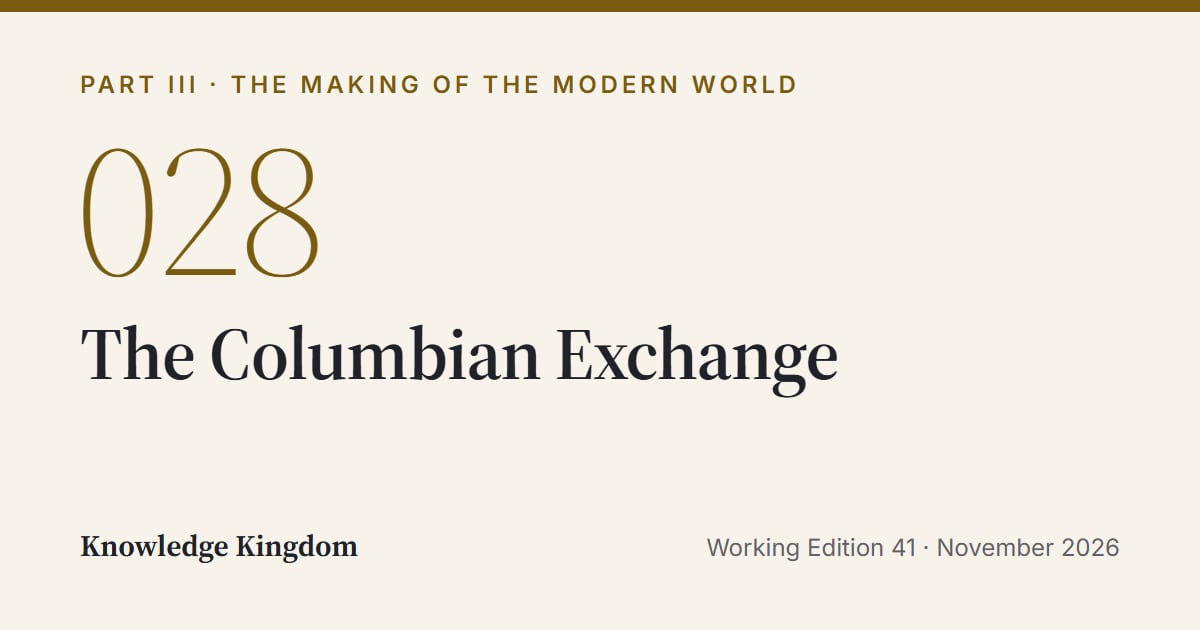 PART III · THE MAKING OF THE MODERN WORLD
028
The Columbian Exchange
Knowledge Kingdom
Working Edition 41 · November 2026